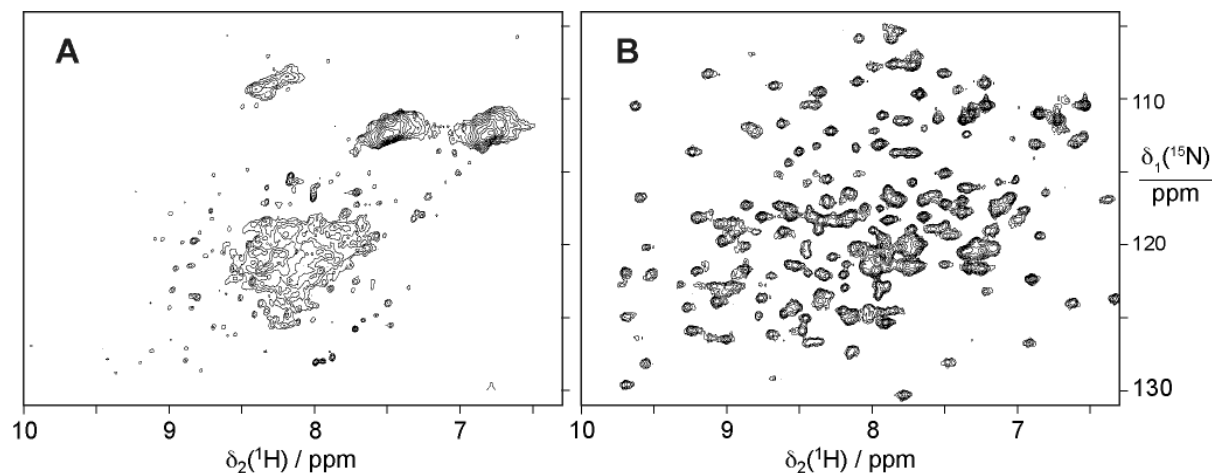 A
B
110
120
130
δ₁(¹⁵N)
ppm
10 9 8 7
10 9 8 7
δ₂(¹H) / ppm
δ₂(¹H) / ppm